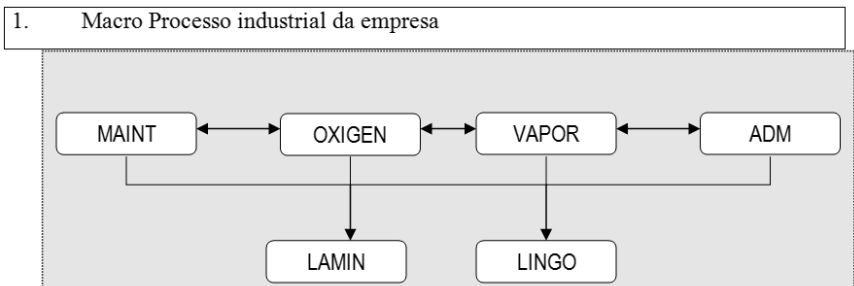 1. Macro Processo industrial da empresa
MAINT OXIGEN VAPOR ADM
LAMIN LINGO